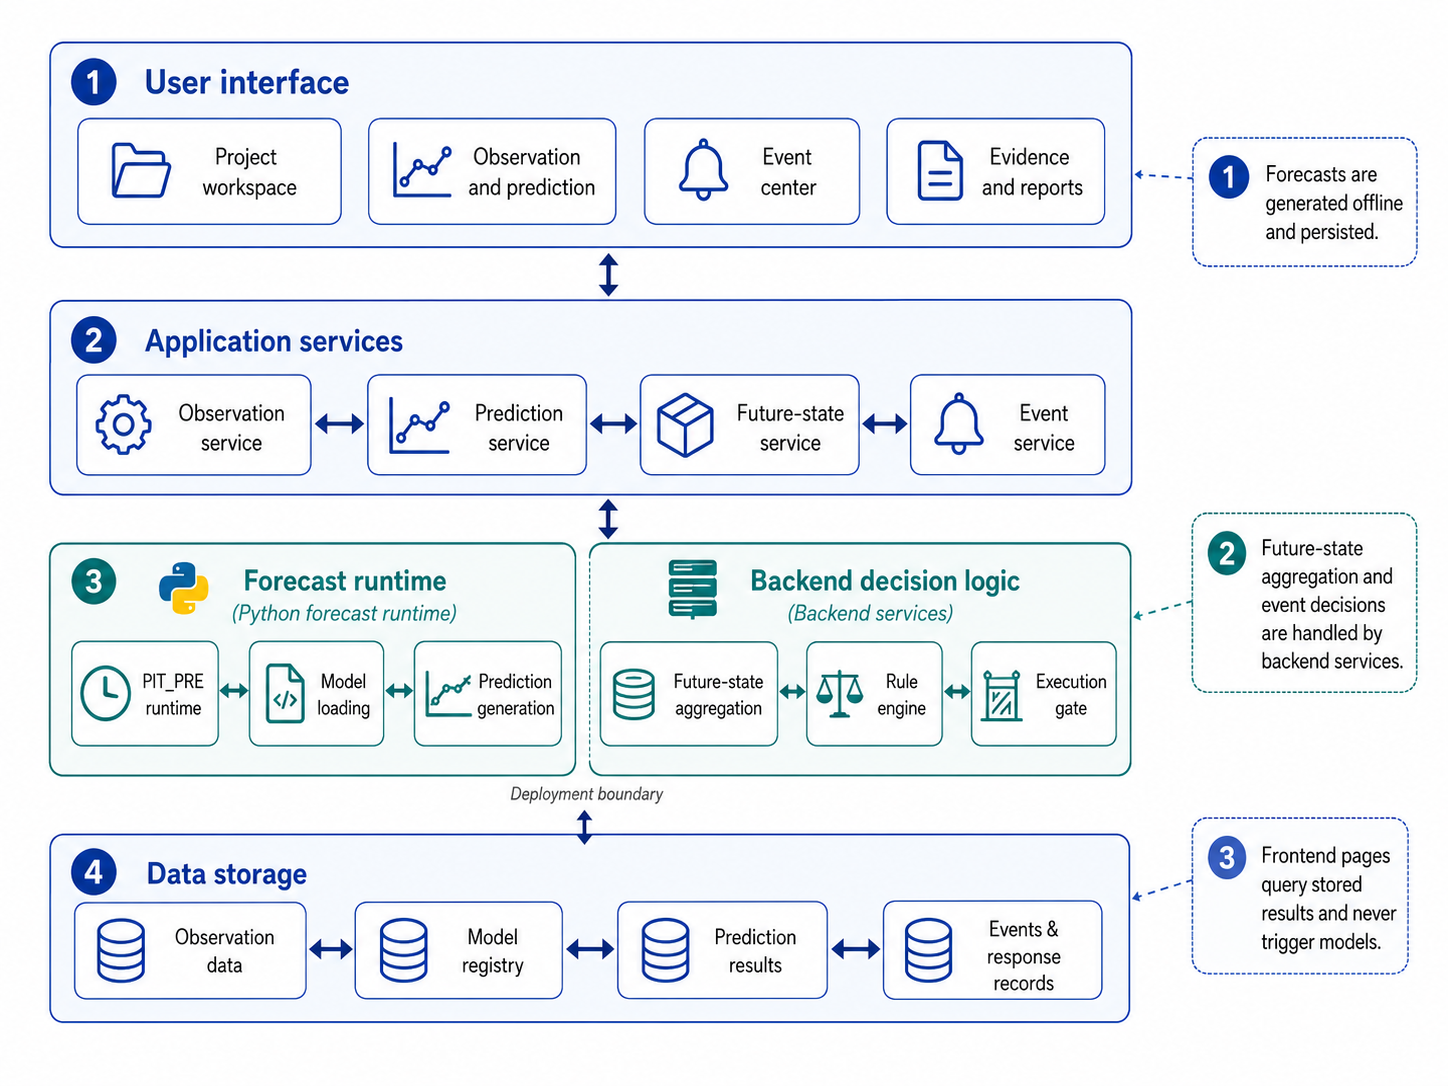 1 User interface
Project
workspace
Observation
and prediction
Event
center
Evidence
and reports
1 Forecasts are
generated offline
and persisted.
2 Application services
Observation
service
Prediction
service
Future-state
service
Event
service
3 Forecast runtime
(Python forecast runtime)
PIT_PRE
runtime
Model
loading
</>
Prediction
generation
Backend decision logic
(Backend services)
Future-state
aggregation
Rule
engine
Execution
gate
2 Future-state
aggregation and
event decisions
are handled by
backend services.
Deployment boundary
4 Data storage
Observation
data
Model
registry
Prediction
results
Events &
response
records
3 Frontend pages
query stored
results and never
trigger models.